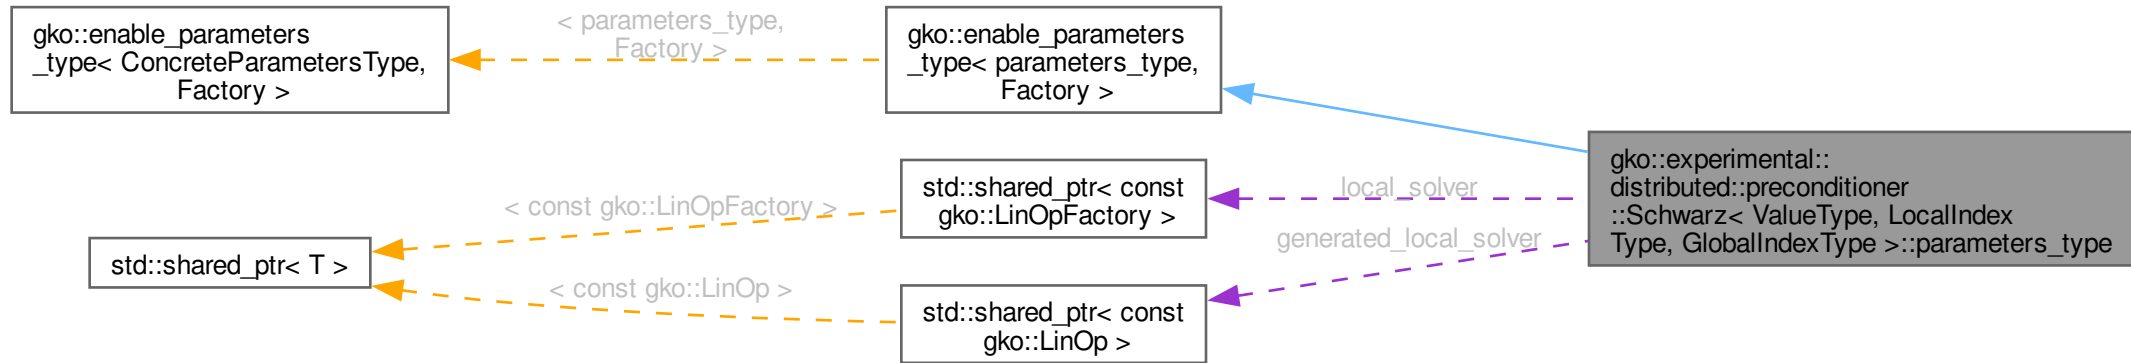 gko::enable_parameters
_type< ConcreteParametersType,
Factory >
< parameters_type,
Factory >
gko::enable_parameters
_type< parameters_type,
Factory >
std::shared_ptr< T >
< const gko::LinOpFactory >
< const gko::LinOp >
std::shared_ptr< const
gko::LinOpFactory >
std::shared_ptr< const
gko::LinOp >
local_solver
generated_local_solver
gko::experimental::
distributed::preconditioner
::Schwarz< ValueType, LocalIndex
Type, GlobalIndexType >::parameters_type